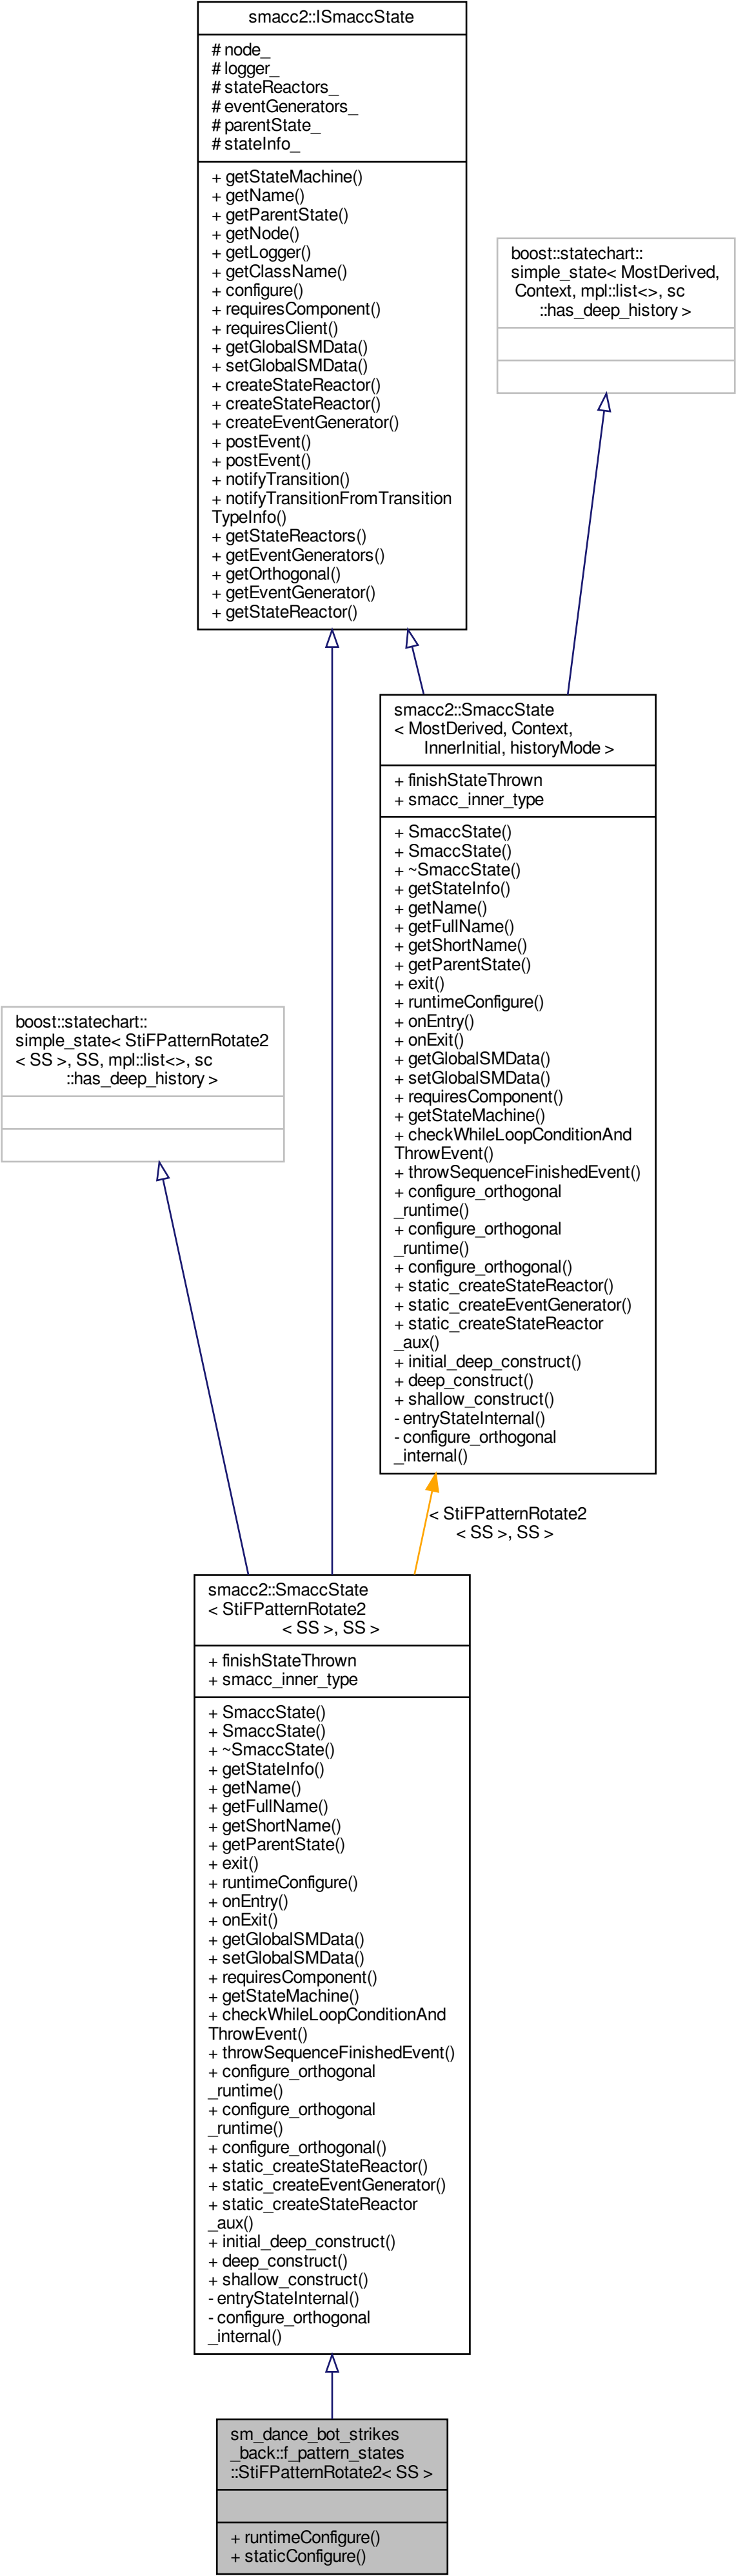 smacc2::ISmaccState
# node_
# logger_
# stateReactors_
# eventGenerators_
# parentState_
# stateInfo_
+ getStateMachine()
+ getName()
+ getParentState()
+ getNode()
+ getLogger()
+ getClassName()
+ configure()
+ requiresComponent()
+ requiresClient()
+ getGlobalSMData()
+ setGlobalSMData()
+ createStateReactor()
+ createStateReactor()
+ createEventGenerator()
+ postEvent()
+ postEvent()
+ notifyTransition()
+ notifyTransitionFromTransition
TypeInfo()
+ getStateReactors()
+ getEventGenerators()
+ getOrthogonal()
+ getEventGenerator()
+ getStateReactor()
boost::statechart::
simple_state< MostDerived,
Context, mpl::list<>, sc
::has_deep_history >
smacc2::SmaccState
< MostDerived, Context,
InnerInitial, historyMode >
+ finishStateThrown
+ smacc_inner_type
+ SmaccState()
+ SmaccState()
+ ~SmaccState()
+ getStateInfo()
+ getName()
+ getFullName()
+ getShortName()
+ getParentState()
+ exit()
+ runtimeConfigure()
+ onEntry()
+ onExit()
+ getGlobalSMData()
+ setGlobalSMData()
+ requiresComponent()
+ getStateMachine()
+ checkWhileLoopConditionAnd
ThrowEvent()
+ throwSequenceFinishedEvent()
+ configure_orthogonal
_runtime()
+ configure_orthogonal
_runtime()
+ configure_orthogonal()
+ static_createStateReactor()
+ static_createEventGenerator()
+ static_createStateReactor
_aux()
+ initial_deep_construct()
+ deep_construct()
+ shallow_construct()
- entryStateInternal()
- configure_orthogonal
_internal()
boost::statechart::
simple_state< StiFPatternRotate2
< SS >, SS, mpl::list<>, sc
::has_deep_history >
< StiFPatternRotate2
< SS >, SS >
smacc2::SmaccState
< StiFPatternRotate2
< SS >, SS >
+ finishStateThrown
+ smacc_inner_type
+ SmaccState()
+ SmaccState()
+ ~SmaccState()
+ getStateInfo()
+ getName()
+ getFullName()
+ getShortName()
+ getParentState()
+ exit()
+ runtimeConfigure()
+ onEntry()
+ onExit()
+ getGlobalSMData()
+ setGlobalSMData()
+ requiresComponent()
+ getStateMachine()
+ checkWhileLoopConditionAnd
ThrowEvent()
+ throwSequenceFinishedEvent()
+ configure_orthogonal
_runtime()
+ configure_orthogonal
_runtime()
+ configure_orthogonal()
+ static_createStateReactor()
+ static_createEventGenerator()
+ static_createStateReactor
_aux()
+ initial_deep_construct()
+ deep_construct()
+ shallow_construct()
- entryStateInternal()
- configure_orthogonal
_internal()
sm_dance_bot_strikes
_back::f_pattern_states
::StiFPatternRotate2< SS >
+ runtimeConfigure()
+ staticConfigure()